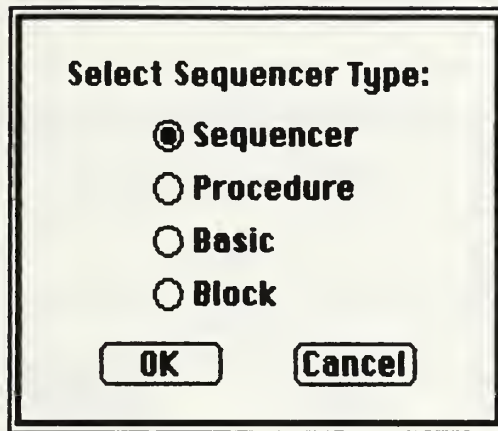 Select Sequencer Type:
Sequencer
Procedure
Basic
Block
OK Cancel